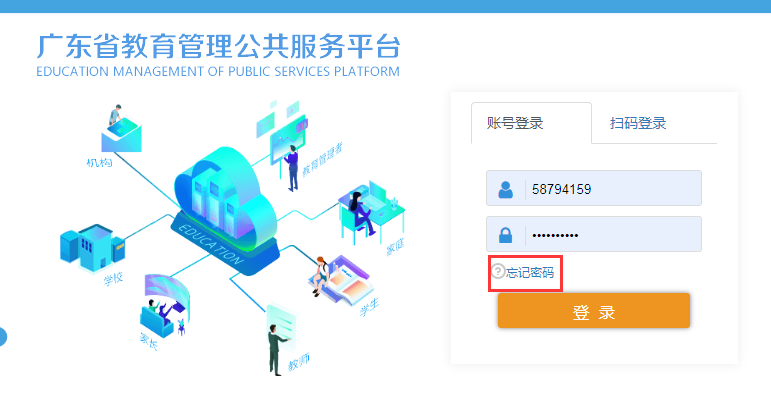 广东省教育管理公共服务平台
EDUCATION MANAGEMENT OF PUBLIC SERVICES PLATFORM
账号登录
扫码登录
机构
教育管理者
58794159
••••••••••
EDUCATION
家庭
学校
忘记密码
学生
登 录
家长
教师